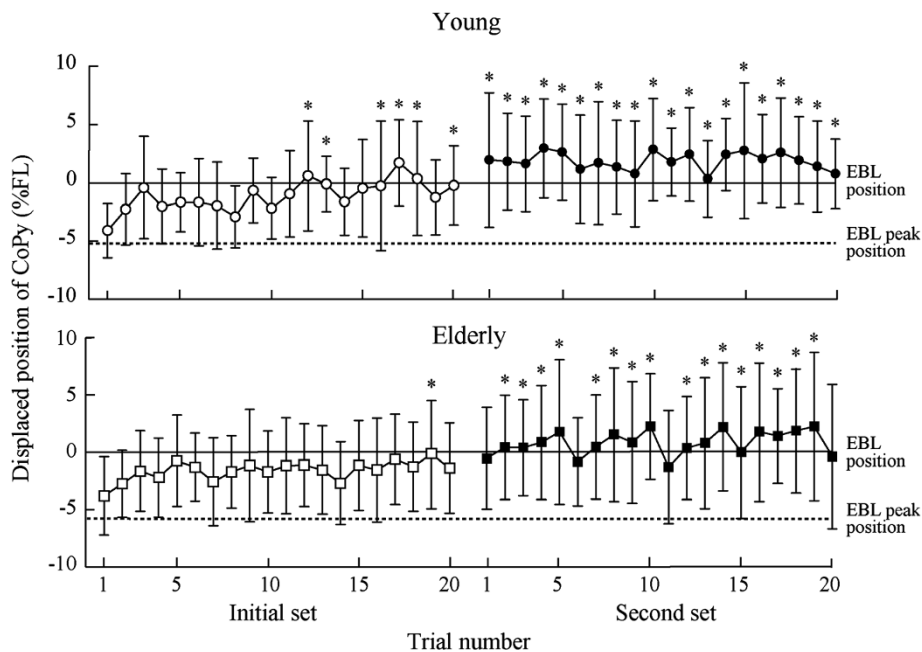 Young
Displaced position of CoPy (%FL)
10
5
0
-5
-10
* * * * * *
* * * * * * * * * * * * * * * * * * * *
EBL
position
EBL peak
position
Elderly
10
5
0
-5
-10
*
* * * * * * * * * * * * * * * *
EBL
position
EBL peak
position
1 5 10 15 20 1 5 10 15 20
Initial set Second set
Trial number